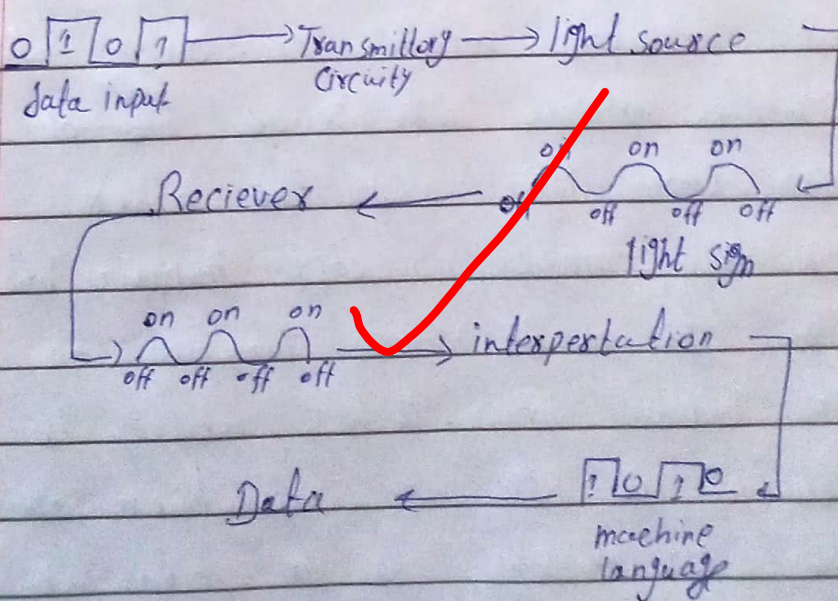 0 1 0 1 Transmittory light source
Circuity
data input
on on on
Reciever
off off off off
light sign
on on on
interpertation
off off off off
1 0 1 0
Data
machine
language